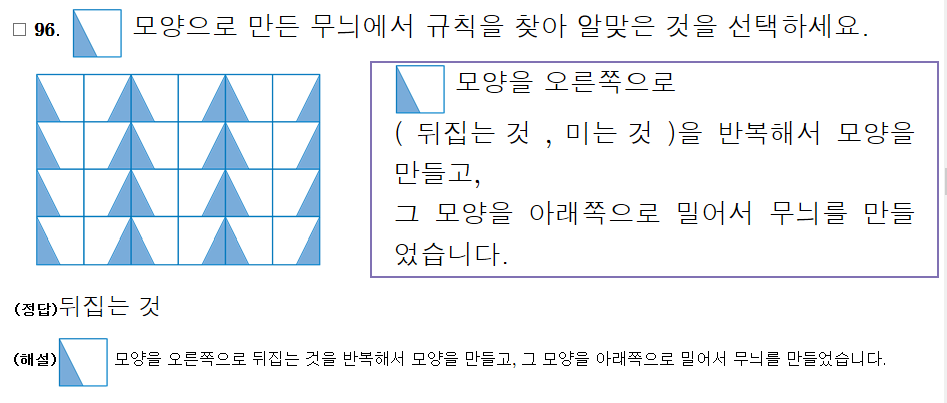 □ 96. 모양으로 만든 무늬에서 규칙을 찾아 알맞은 것을 선택하세요.
모양을 오른쪽으로
( 뒤집는 것 , 미는 것 )을 반복해서 모양을
만들고,
그 모양을 아래쪽으로 밀어서 무늬를 만들
었습니다.
(정답)뒤집는 것
(해설) 모양을 오른쪽으로 뒤집는 것을 반복해서 모양을 만들고, 그 모양을 아래쪽으로 밀어서 무늬를 만들었습니다.